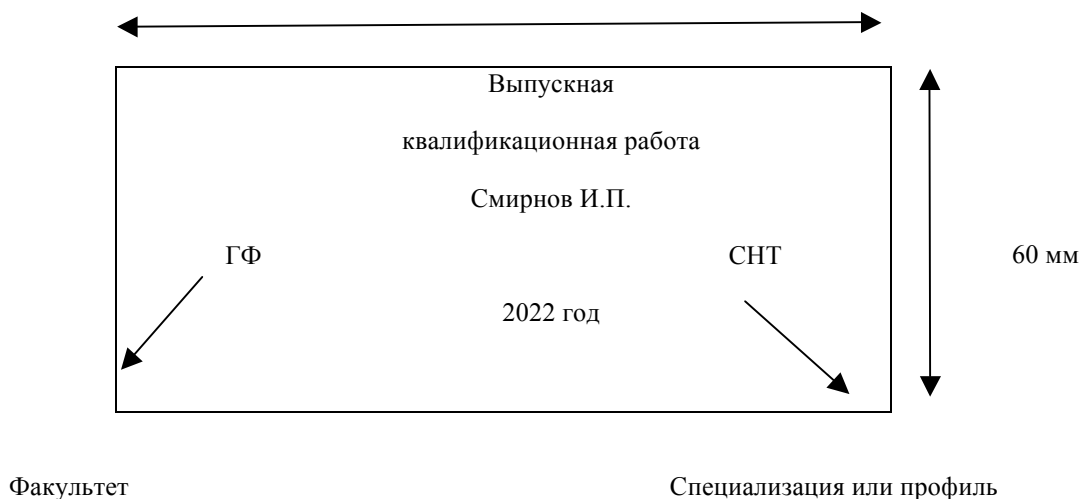 Выпускная
квалификационная работа
Смирнов И.П.
ГФ СНТ 60 мм
2022 год
Факультет Специализация или профиль